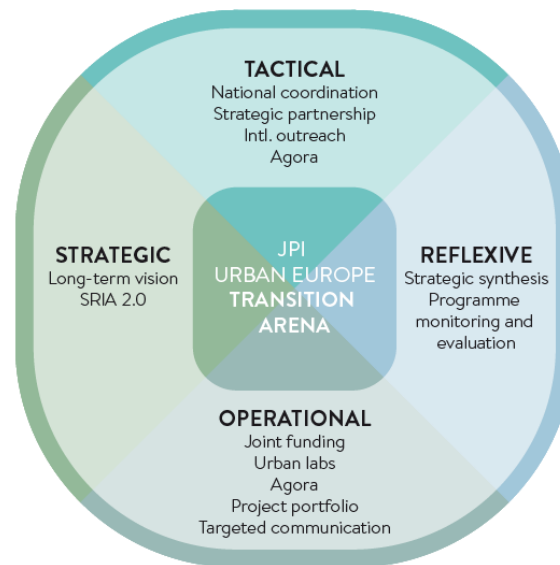 TACTICAL
National coordination
Strategic partnership
Intl. outreach
Agora
STRATEGIC
Long-term vision
SRIA 2.0
JPI
URBAN EUROPE
TRANSITION
ARENA
REFLEXIVE
Strategic synthesis
Programme
monitoring and
evaluation
OPERATIONAL
Joint funding
Urban labs
Agora
Project portfolio
Targeted communication